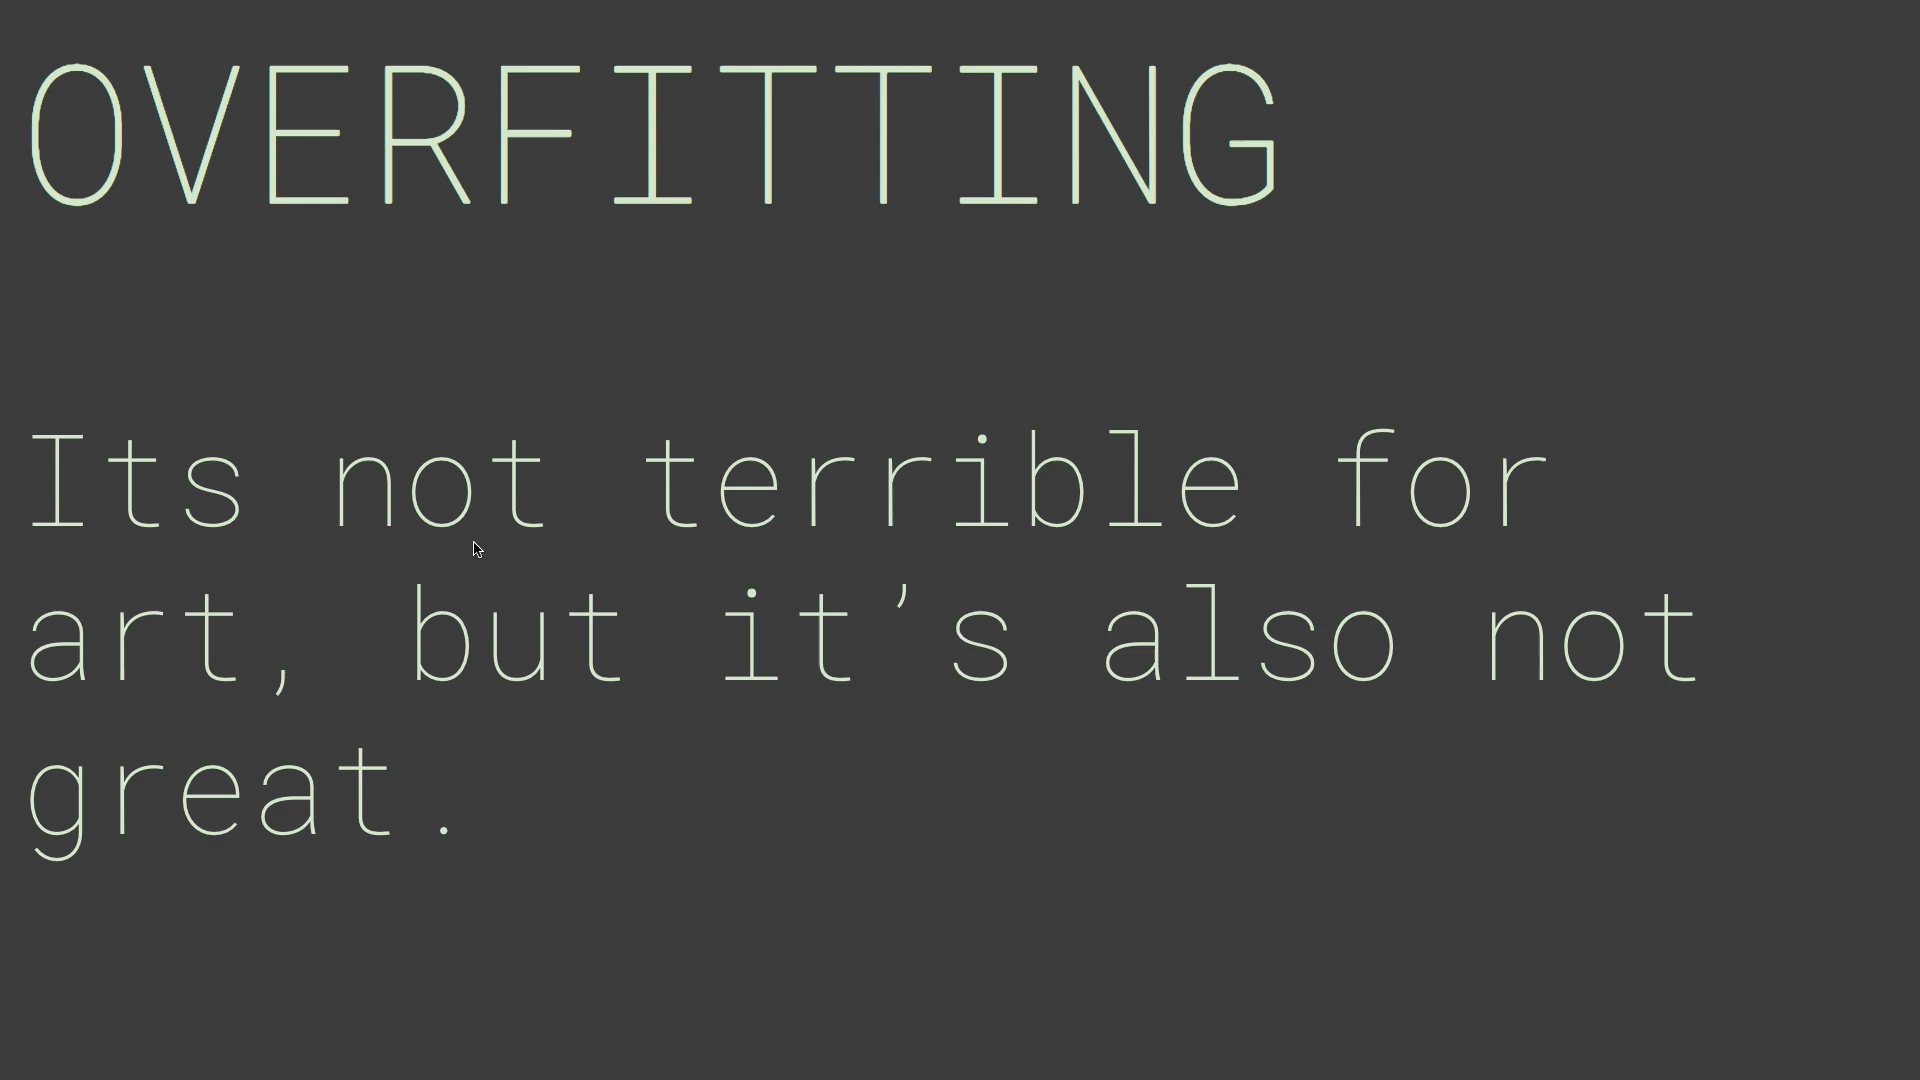 OVERFITTING
Its not terrible for
art, but it’s also not
great.